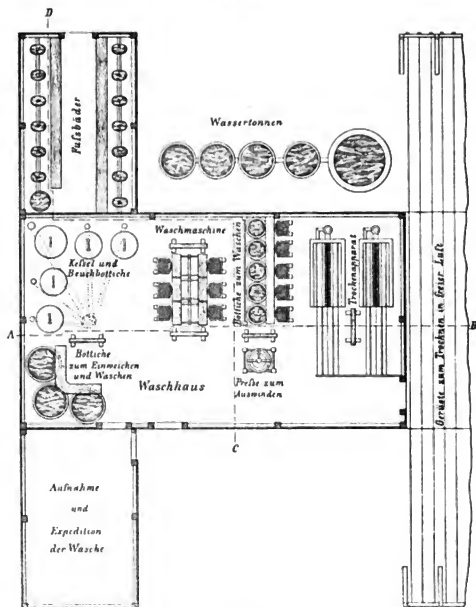 D
Fußbäder
Wassertonnen
Waschmaschine
Bottiche zum Waschen
Trockenapparat
Gerüste zum Trocknen in freier Luft
Kessel und
Beuchbottiche
A
B
Bottiche
zum Einweichen
und Waschen
Waschhaus
Presse zum
Auswinden
C
Aufnahme
und
Expedition
der Wäsche